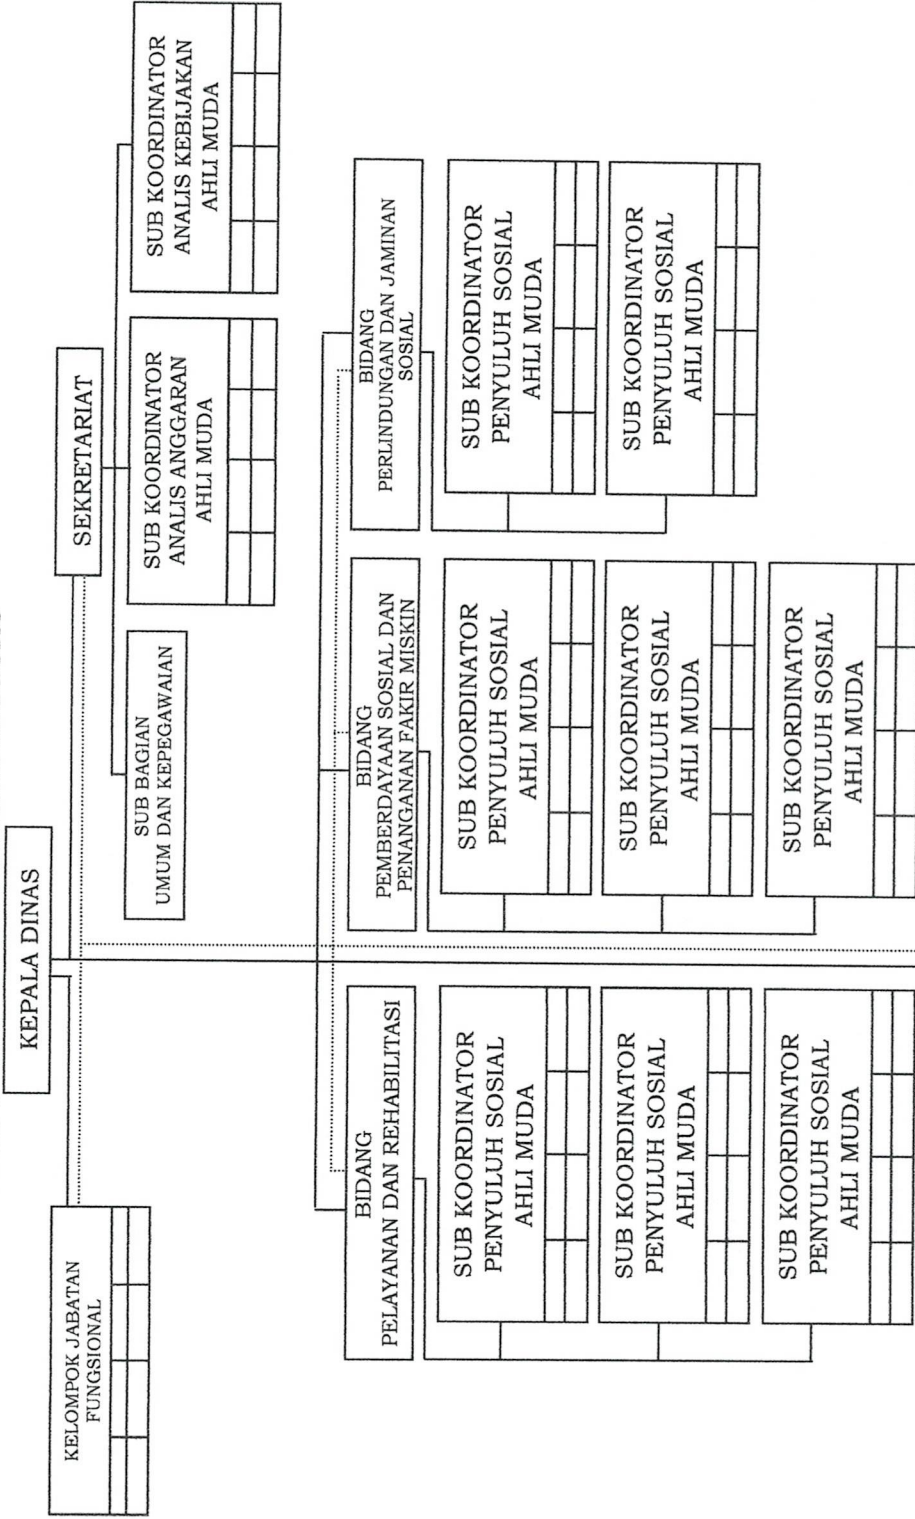 KEPALA DINAS
KELOMPOK JABATAN
FUNGSIONAL
SEKRETARIAT
SUB BAGIAN
UMUM DAN KEPEGAWAIAN
SUB KOORDINATOR
ANALIS ANGGARAN
AHLI MUDA
SUB KOORDINATOR
ANALIS KEBIJAKAN
AHLI MUDA
BIDANG
PELAYANAN DAN REHABILITASI
SUB KOORDINATOR
PENYULUH SOSIAL
AHLI MUDA
SUB KOORDINATOR
PENYULUH SOSIAL
AHLI MUDA
SUB KOORDINATOR
PENYULUH SOSIAL
AHLI MUDA
BIDANG
PEMBERDAYAAN SOSIAL DAN
PENANGANAN FAKIR MISKIN
SUB KOORDINATOR
PENYULUH SOSIAL
AHLI MUDA
SUB KOORDINATOR
PENYULUH SOSIAL
AHLI MUDA
SUB KOORDINATOR
PENYULUH SOSIAL
AHLI MUDA
BIDANG
PERLINDUNGAN DAN JAMINAN
SOSIAL
SUB KOORDINATOR
PENYULUH SOSIAL
AHLI MUDA
SUB KOORDINATOR
PENYULUH SOSIAL
AHLI MUDA